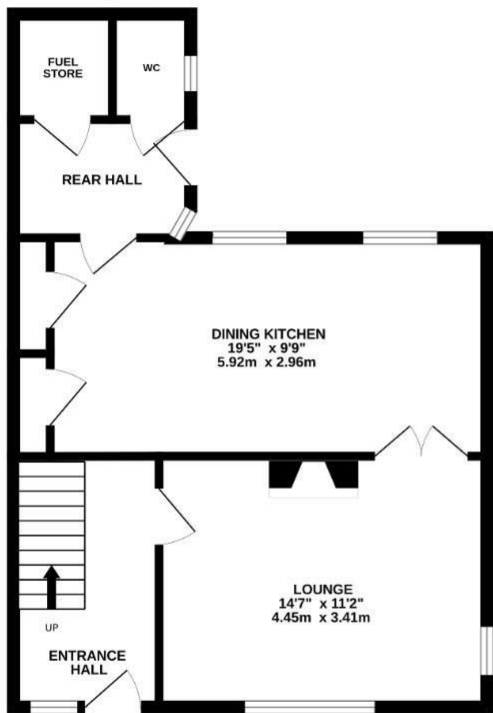 FUEL
STORE
WC
REAR HALL
DINING KITCHEN
19'5" x 9'9"
5.92m x 2.96m
LOUNGE
14'7" x 11'2"
4.45m x 3.41m
UP
ENTRANCE
HALL